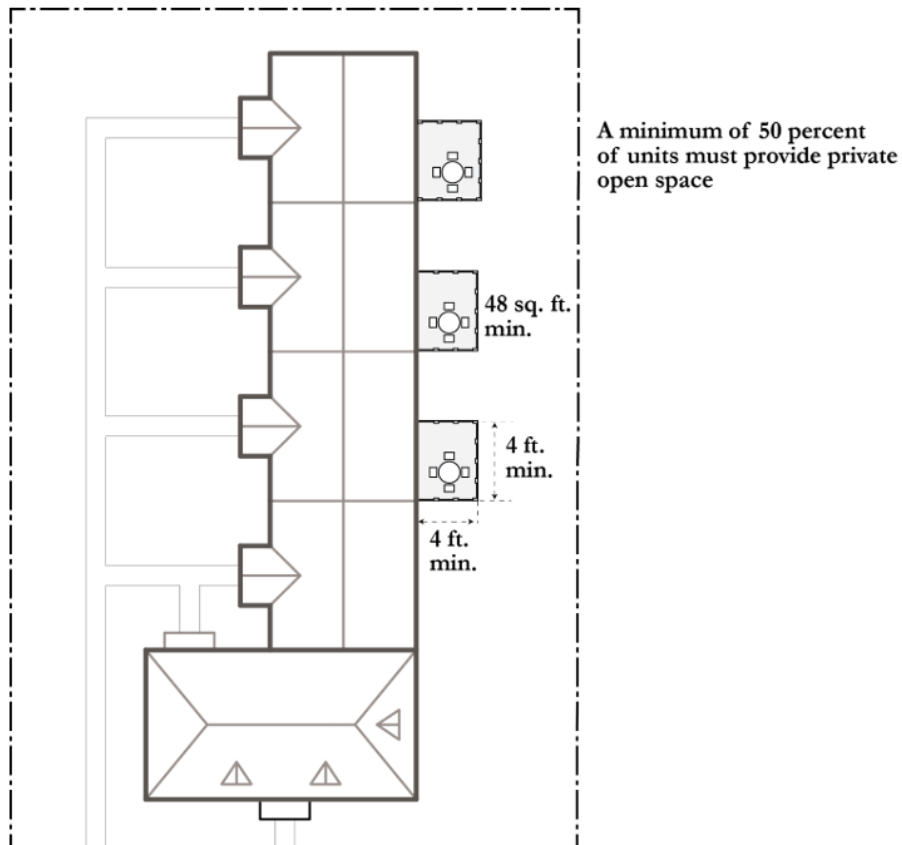 A minimum of 50 percent
of units must provide private
open space
48 sq. ft.
min.
4 ft.
min.
4 ft.
min.